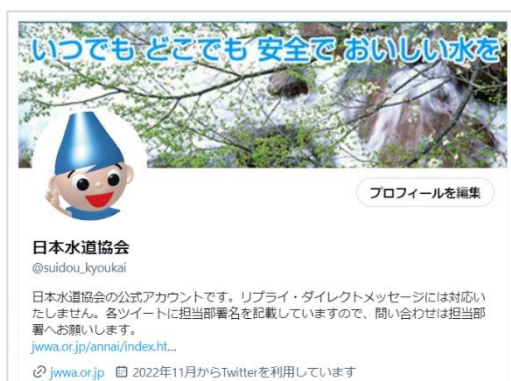 いつでも どこでも 安全で おいしい水を
プロフィールを編集
日本水道協会
@suidou_kyoukai
日本水道協会の公式アカウントです。リプライ・ダイレクトメッセージには対応い
たしません。各ツイートに担当部署名を記載していますので、問い合わせは担当部
署へお願いします。
jwwa.or.jp/annai/index.ht...
jwwa.or.jp 2022年11月からTwitterを利用しています